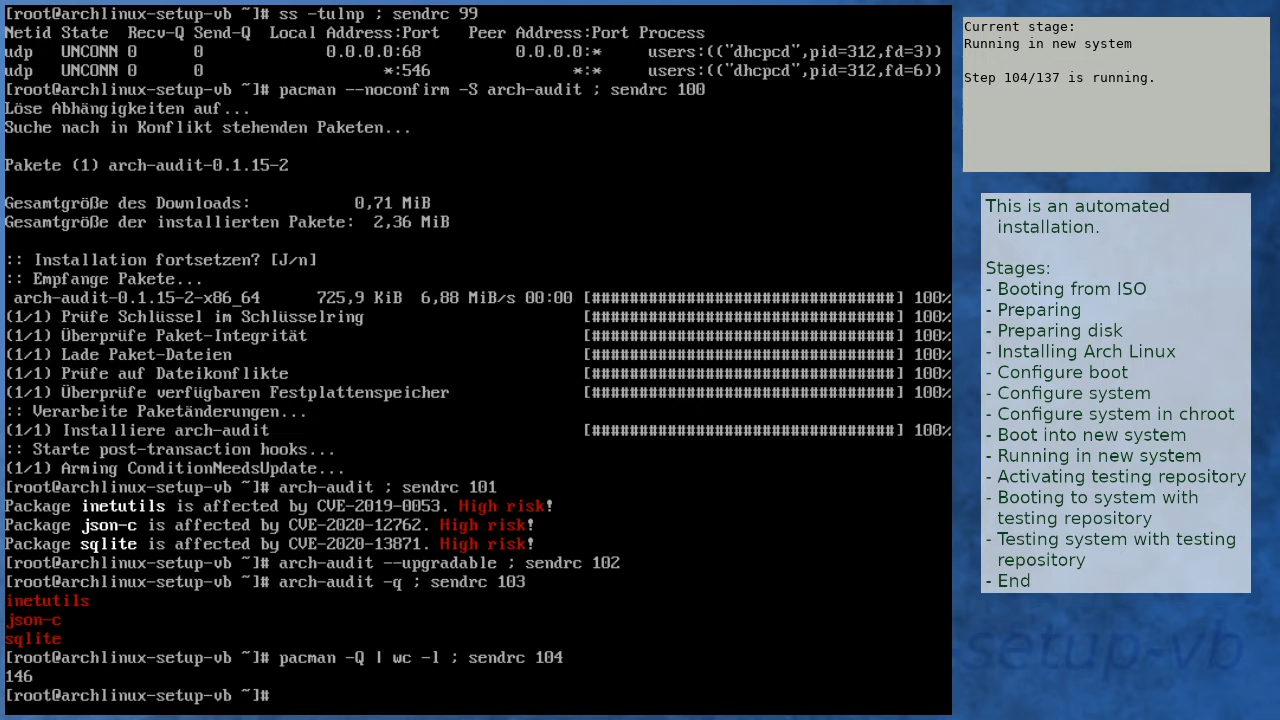 [root@archlinux-setup-vb ~]# ss -tulnp ; sendrc 99
Netid State  Recv-Q Send-Q  Local Address:Port   Peer Address:Port Process
udp   UNCONN 0      0             0.0.0.0:68          0.0.0.0:*     users:(("dhcpcd",pid=312,fd=3))
udp   UNCONN 0      0                   *:546               *:*     users:(("dhcpcd",pid=312,fd=6))
[root@archlinux-setup-vb ~]# pacman --noconfirm -S arch-audit ; sendrc 100
Löse Abhängigkeiten auf...
Suche nach in Konflikt stehenden Paketen...
Pakete (1) arch-audit-0.1.15-2
Gesamtgröße des Downloads:           0,71 MiB
Gesamtgröße der installierten Pakete:  2,36 MiB
:: Installation fortsetzen? [J/n]
:: Empfange Pakete...
arch-audit-0.1.15-2-x86_64      725,9 KiB  6,88 MiB/s 00:00 [################################] 100%
(1/1) Prüfe Schlüssel im Schlüsselring                       [################################] 100%
(1/1) Überprüfe Paket-Integrität                             [################################] 100%
(1/1) Lade Paket-Dateien                                     [################################] 100%
(1/1) Prüfe auf Dateikonflikte                               [################################] 100%
(1/1) Überprüfe verfügbaren Festplattenspeicher              [################################] 100%
:: Verarbeite Paketänderungen...
(1/1) Installiere arch-audit                                 [################################] 100%
:: Starte post-transaction hooks...
(1/1) Arming ConditionNeedsUpdate...
[root@archlinux-setup-vb ~]# arch-audit ; sendrc 101
Package inetutils is affected by CVE-2019-0053. High risk!
Package json-c is affected by CVE-2020-12762. High risk!
Package sqlite is affected by CVE-2020-13871. High risk!
[root@archlinux-setup-vb ~]# arch-audit --upgradable ; sendrc 102
[root@archlinux-setup-vb ~]# arch-audit -q ; sendrc 103
inetutils
json-c
sqlite
[root@archlinux-setup-vb ~]# pacman -Q | wc -l ; sendrc 104
146
[root@archlinux-setup-vb ~]#
Current stage:
Running in new system
Step 104/137 is running.
This is an automated
installation.
Stages:
- Booting from ISO
- Preparing
- Preparing disk
- Installing Arch Linux
- Configure boot
- Configure system
- Configure system in chroot
- Boot into new system
- Running in new system
- Activating testing repository
- Booting to system with
testing repository
- Testing system with testing
repository
- End
setup-vb